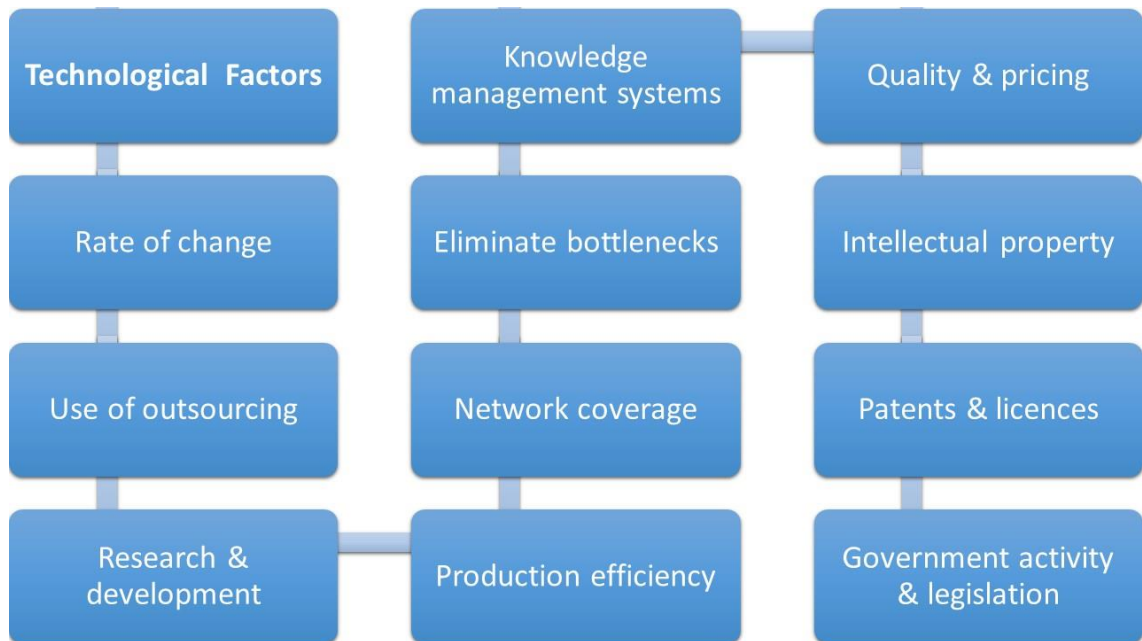 Technological Factors
Rate of change
Use of outsourcing
Research &
development
Production efficiency
Network coverage
Eliminate bottlenecks
Knowledge
management systems
Quality & pricing
Intellectual property
Patents & licences
Government activity
& legislation